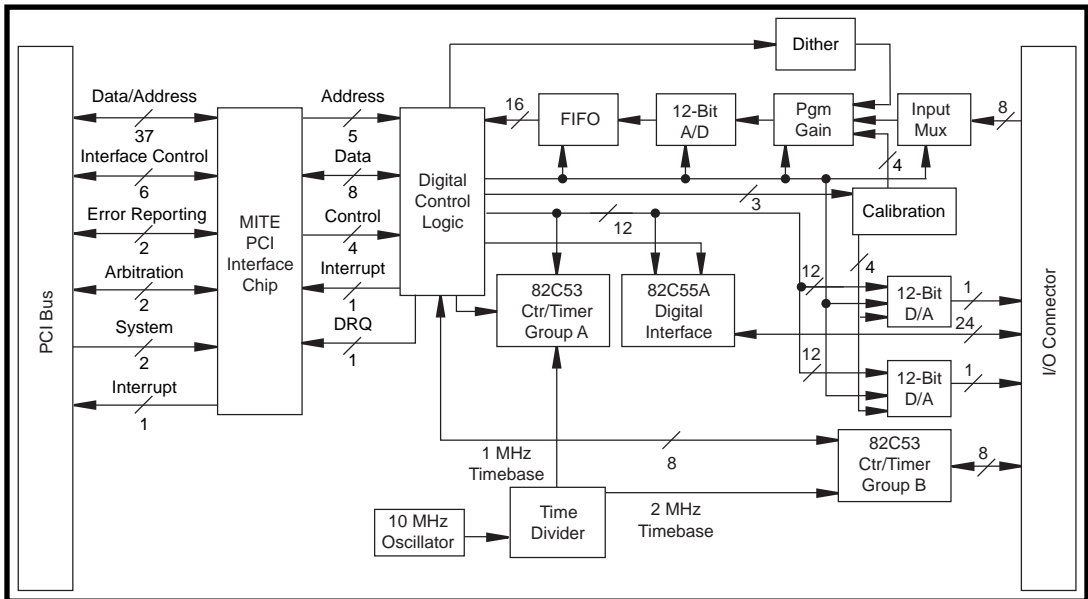 Dither
Data/Address
37
Interface Control
6
Error Reporting
2
Arbitration
2
System
2
Interrupt
1
PCI Bus
MITE
PCI
Interface
Chip
Address
5
Data
8
Control
4
Interrupt
1
DRQ
1
Digital
Control
Logic
16
FIFO
12-Bit
A/D
Pgm
Gain
Input
Mux
8
4
3
Calibration
12
4
82C53
Ctr/Timer
Group A
82C55A
Digital
Interface
12
12-Bit
D/A
1
24
12
12-Bit
D/A
1
I/O Connector
82C53
Ctr/Timer
Group B
8
8
1 MHz
Timebase
10 MHz
Oscillator
Time
Divider
2 MHz
Timebase